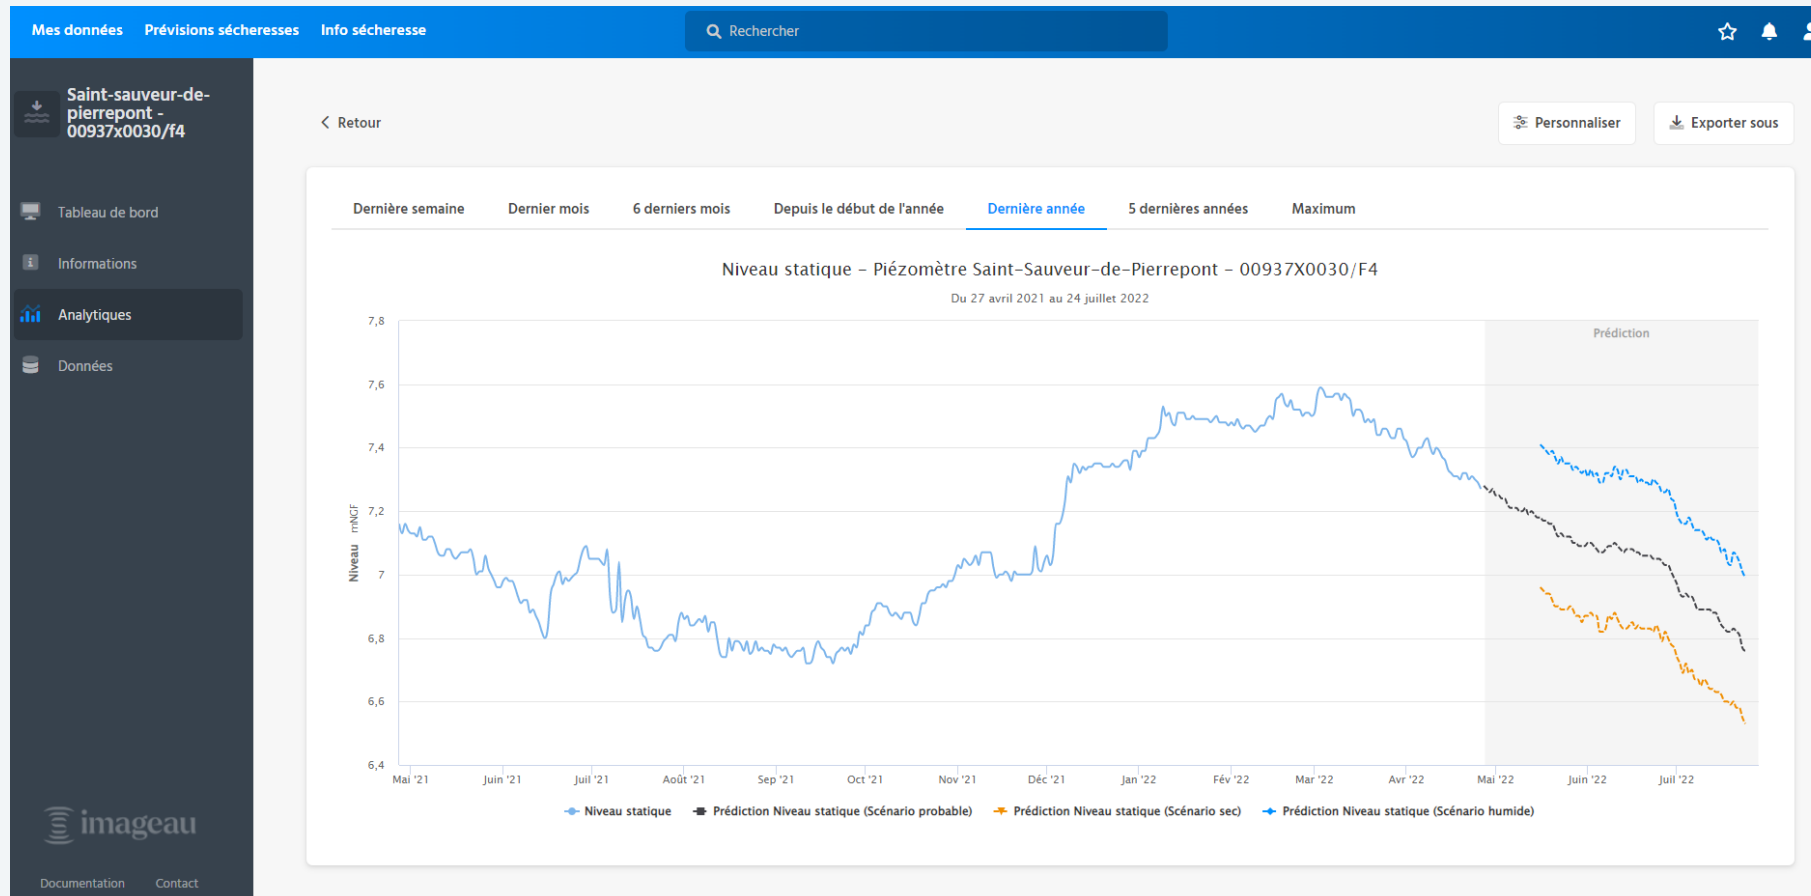 Mes données Prévisions sécheresses Info sécheresse Rechercher
Saint-sauveur-de-
pierrepont -
00937x0030/f4
Tableau de bord
Informations
Analytiques
Données
imageau
Documentation Contact
Retour Personnaliser Exporter sous
Dernière semaine Dernier mois 6 derniers mois Depuis le début de l'année Dernière année 5 dernières années Maximum
Niveau statique – Piézomètre Saint-Sauveur-de-Pierrepont – 00937X0030/F4
Du 27 avril 2021 au 24 juillet 2022
Prédiction
Niveau mNGF
7,8
7,6
7,4
7,2
7
6,8
6,6
6,4
Mai '21 Juin '21 Juil '21 Août '21 Sep '21 Oct '21 Nov '21 Déc '21 Jan '22 Fév '22 Mar '22 Avr '22 Mai '22 Juin '22 Juil '22
Niveau statique Prédiction Niveau statique (Scénario probable) Prédiction Niveau statique (Scénario sec) Prédiction Niveau statique (Scénario humide)